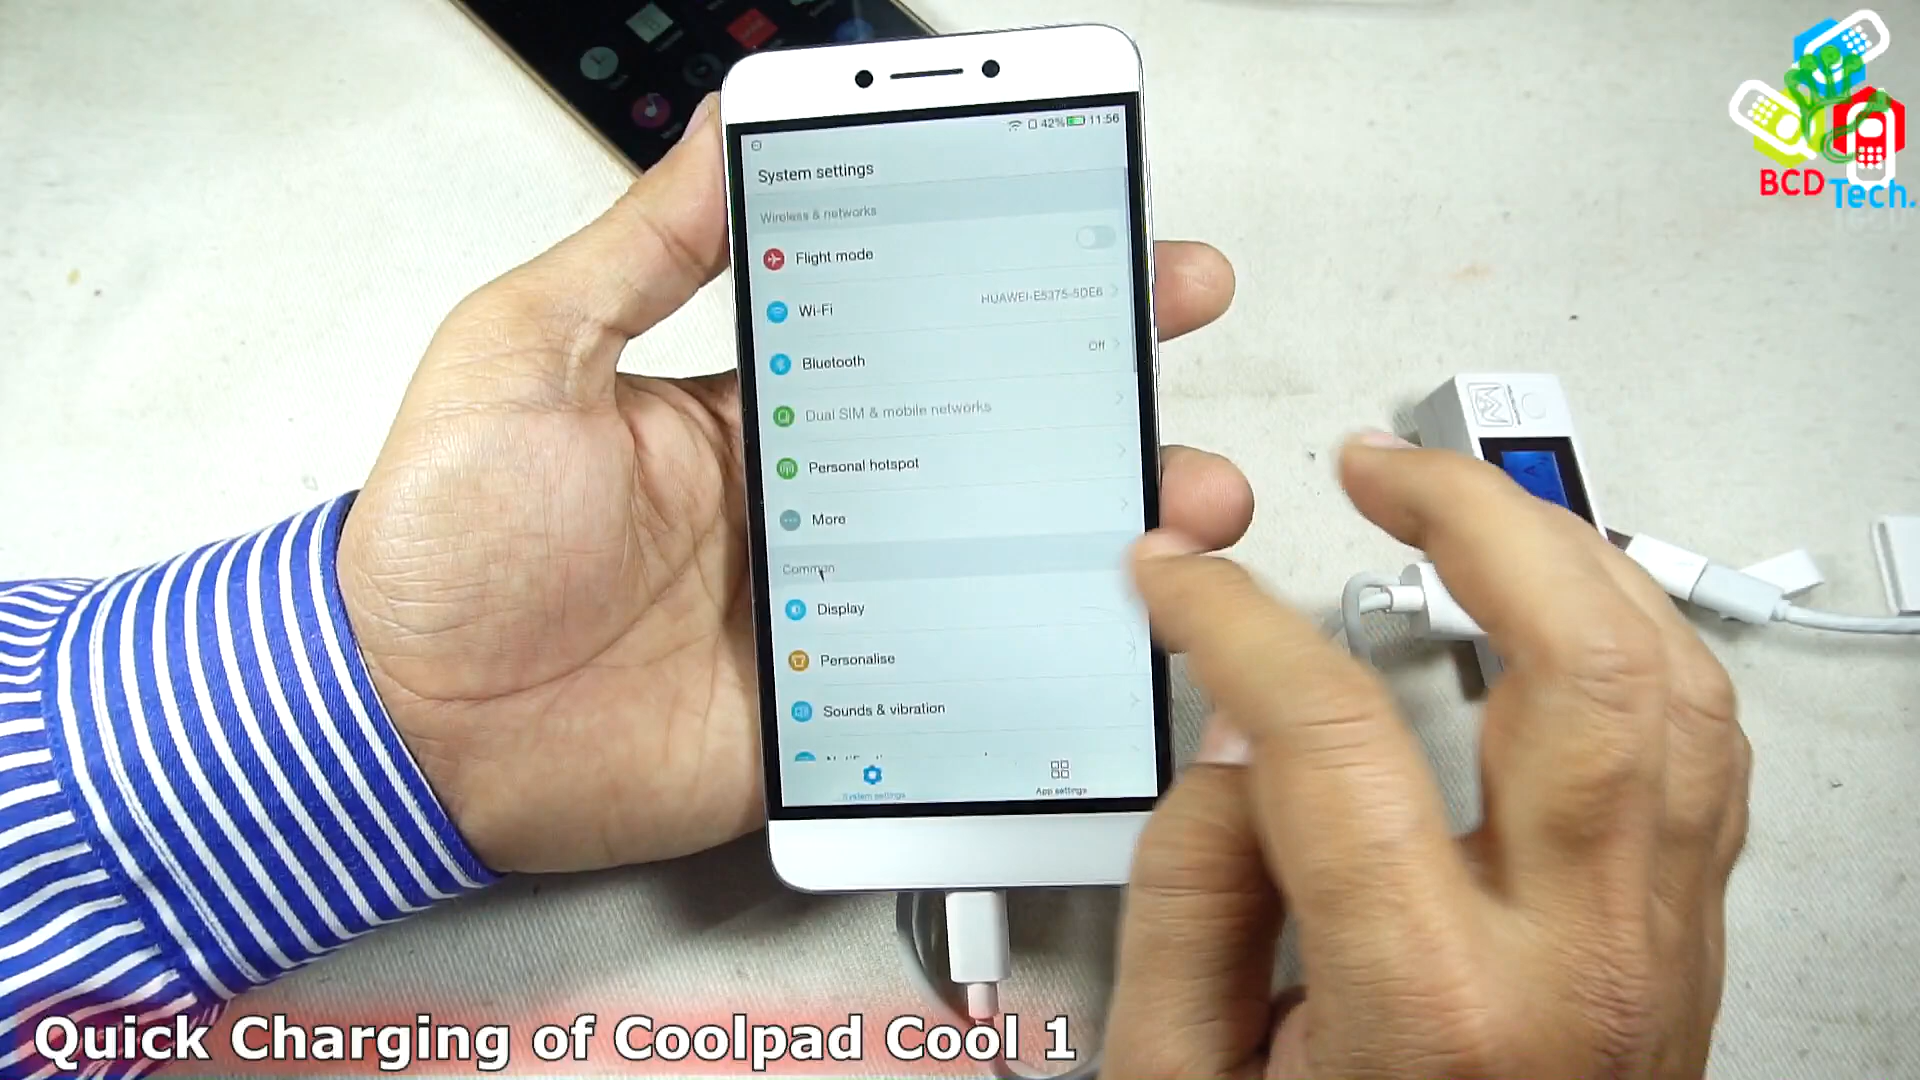 42% 11:56
System settings
Wireless & networks
Flight mode
Wi-Fi HUAWEI-E5375-5DE6
Bluetooth Off
Dual SIM & mobile networks
Personal hotspot
More
Common
Display
Personalise
Sounds & vibration
System settings App settings
BCD Tech.
Quick Charging of Coolpad Cool 1